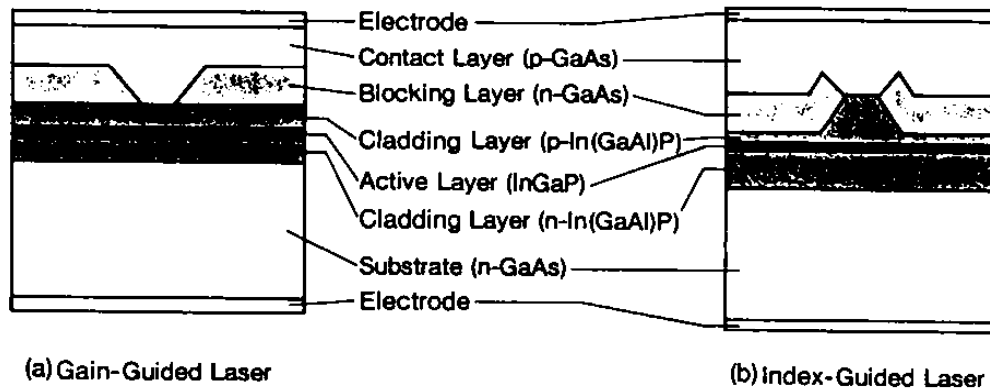 Electrode
Contact Layer (p-GaAs)
Blocking Layer (n-GaAs)
Cladding Layer (p-In(GaAl)P)
Active Layer (InGaP)
Cladding Layer (n-In(GaAl)P)
Substrate (n-GaAs)
Electrode
(a) Gain-Guided Laser
(b) Index-Guided Laser